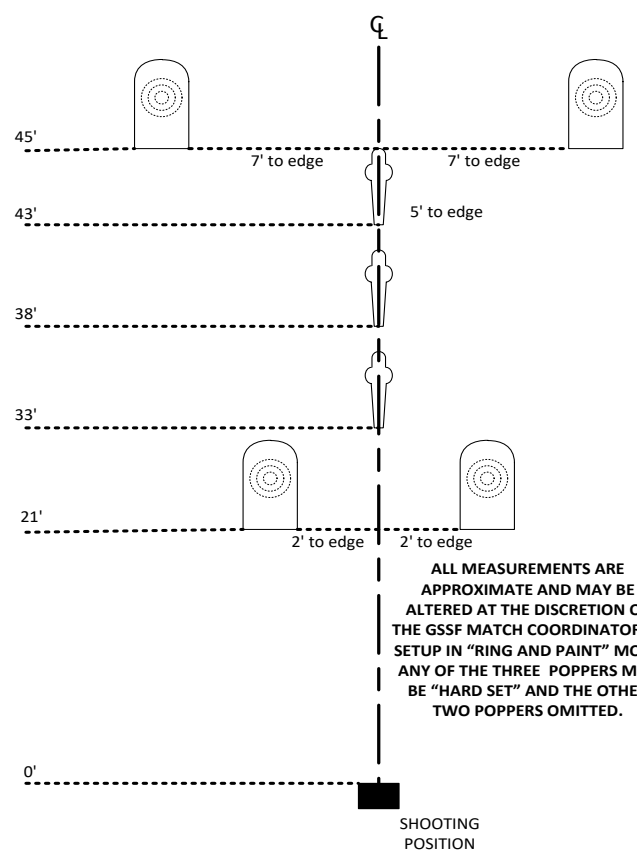 ℄
45'
7' to edge
7' to edge
5' to edge
43'
38'
33'
21'
2' to edge
2' to edge
ALL MEASUREMENTS ARE
APPROXIMATE AND MAY BE
ALTERED AT THE DISCRETION
THE GSSF MATCH COORDINATOR
SETUP IN “RING AND PAINT”
ANY OF THE THREE POPPERS
BE “HARD SET” AND THE
TWO POPPERS OMITTED.
0'
SHOOTING
POSITION